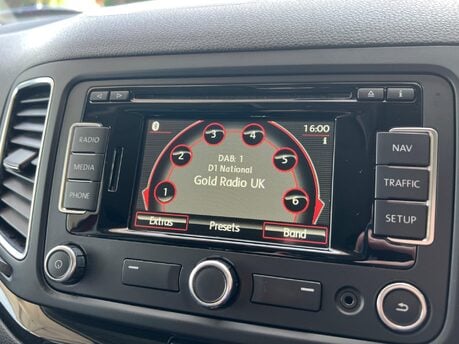 RADIO
MEDIA
PHONE
16:00
i
1
2
3
4
5
6
DAB: 1
D1 National
Gold Radio UK
Extras
Presets
Band
i
NAV
TRAFFIC
SETUP